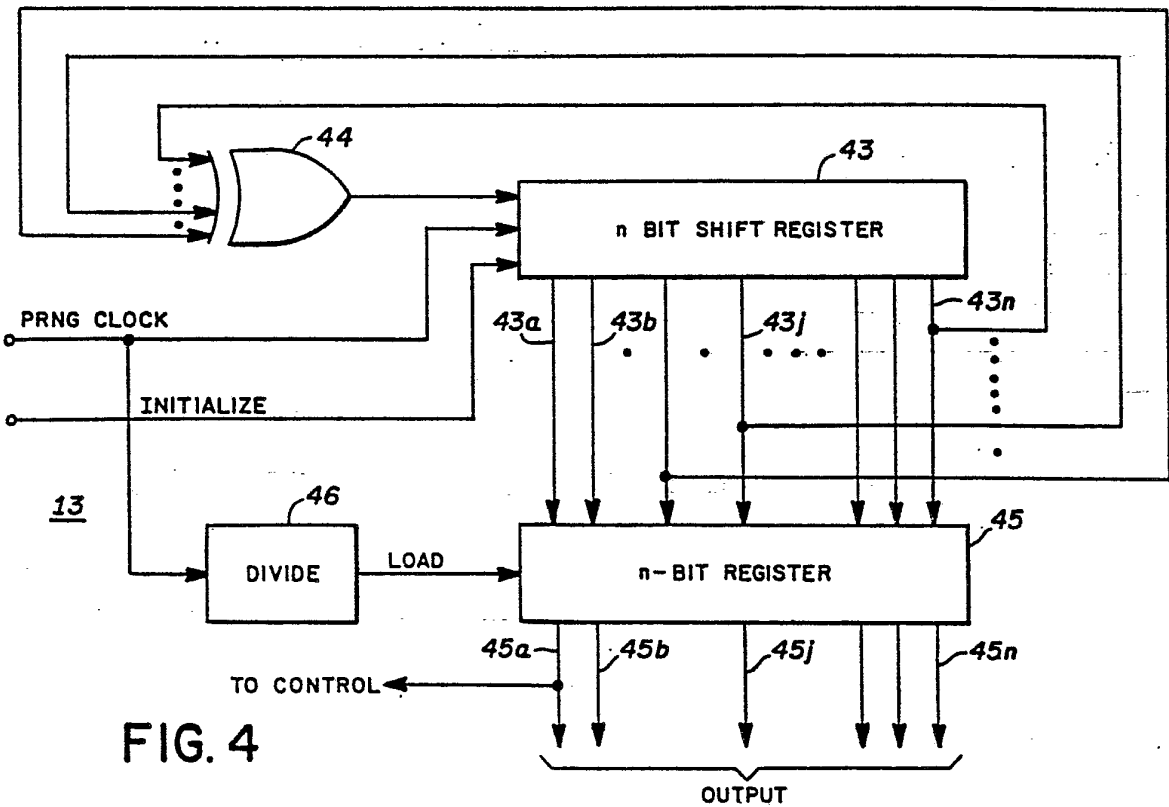 44
43
n BIT SHIFT REGISTER
PRNG CLOCK
43a
43b
43j
43n
INITIALIZE
13
46
45
DIVIDE
LOAD
n-BIT REGISTER
45a
45b
45j
45n
TO CONTROL
FIG. 4
OUTPUT